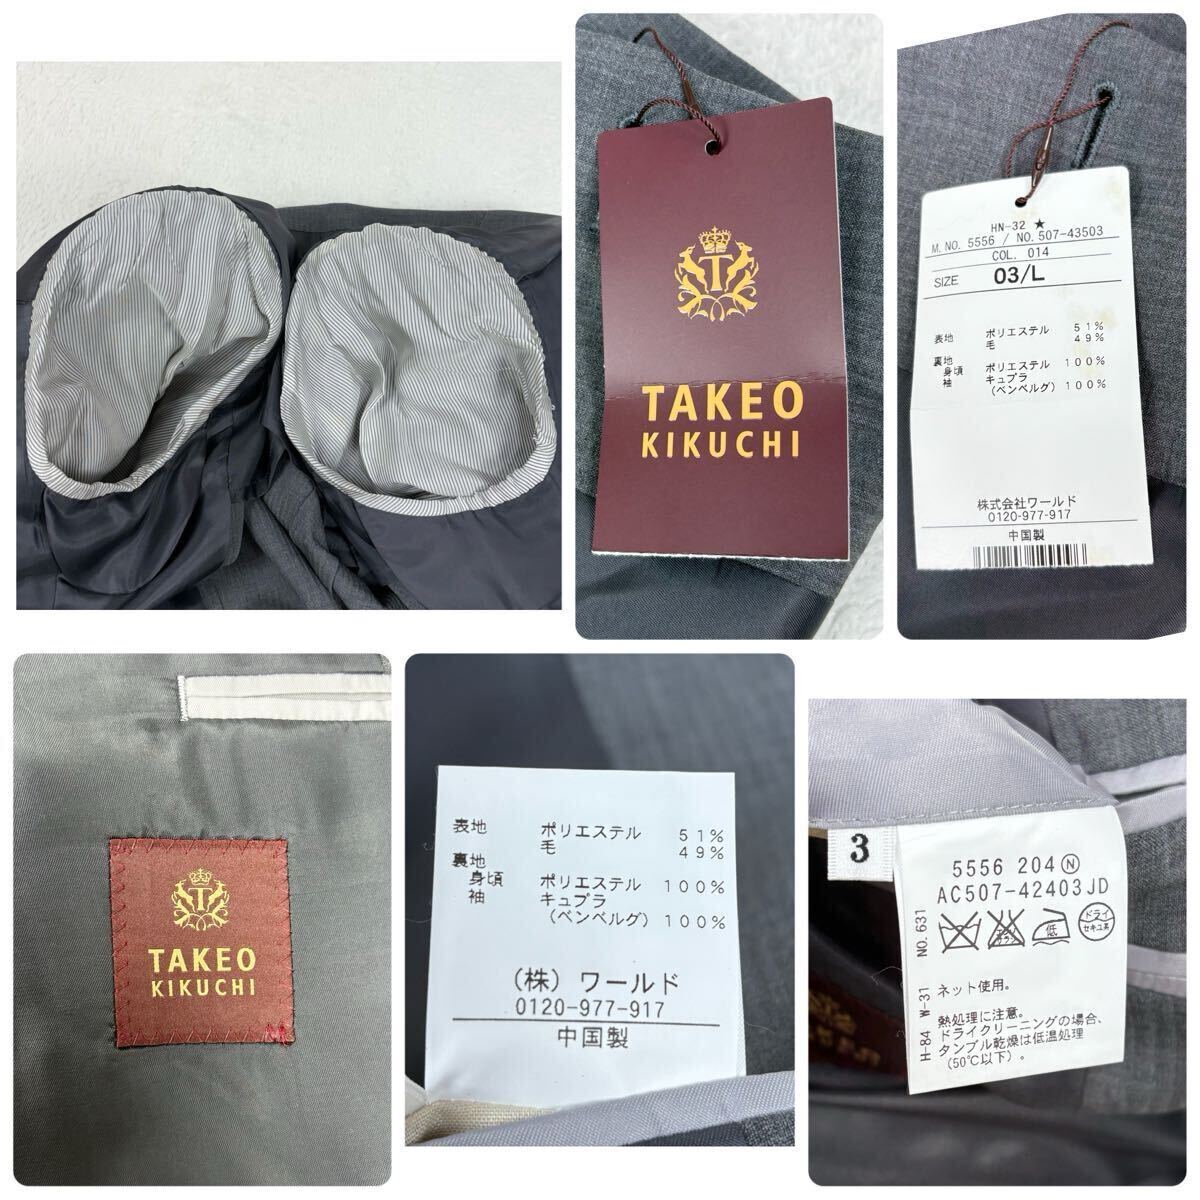 T
TAKEO
KIKUCHI
HN-32 ★
M. NO. 5556 / NO. 507-43503
COL. 014
SIZE 03/L
表地 ポリエステル 51%
毛 49%
裏地
身頃 ポリエステル 100%
袖 キュプラ
（ベンベルグ） 100%
株式会社ワールド
0120-977-917
中国製
T
TAKEO
KIKUCHI
表地 ポリエステル 51%
毛 49%
裏地
身頃 ポリエステル 100%
袖 キュプラ
（ベンベルグ） 100%
（株）ワールド
0120-977-917
中国製
3
5556 204 Ⓝ
AC507-42403JD
低
ドライ
セキユ系
ネット使用。
熱処理に注意。
ドライクリーニングの場合、
タンブル乾燥は低温処理
（50℃以下）。
H-84 W-31 NO.631